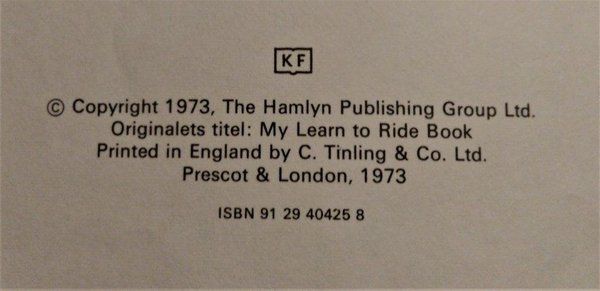 KF
© Copyright 1973, The Hamlyn Publishing Group Ltd.
Originalets titel: My Learn to Ride Book
Printed in England by C. Tinling & Co. Ltd.
Prescot & London, 1973
ISBN 91 29 40425 8